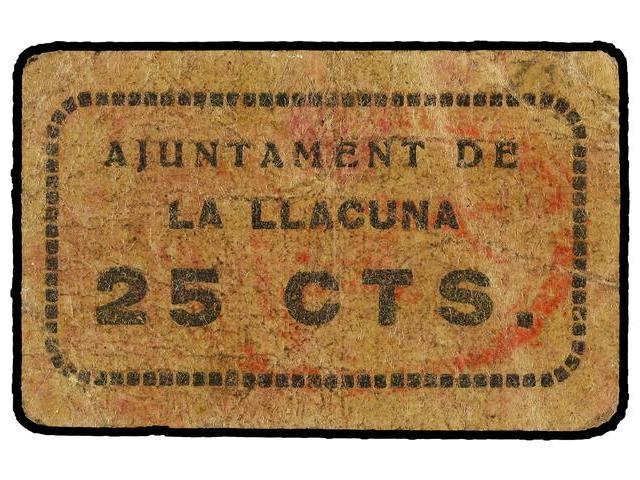 AJUNTAMENT DE
LA LLACUNA
25 CTS.